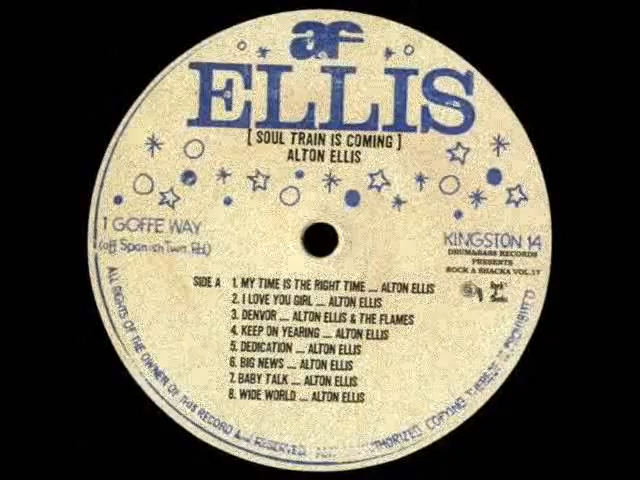 af
ELLIS
[ SOUL TRAIN IS COMING ]
ALTON ELLIS
1 GOFFE WAY
(off Spanish Twn Rd.)
KINGSTON 14
DRUM&BASS RECORDS
PRESENTS
ROCK A SHACKA VOL.17
SIDE A 1. MY TIME IS THE RIGHT TIME .... ALTON ELLIS
2. I LOVE YOU GIRL .... ALTON ELLIS
3. DENVOR .... ALTON ELLIS & THE FLAMES
4. KEEP ON YEARING .... ALTON ELLIS
5. DEDICATION .... ALTON ELLIS
6. BIG NEWS .... ALTON ELLIS
7. BABY TALK .... ALTON ELLIS
8. WIDE WORLD .... ALTON ELLIS
ALL RIGHTS OF THE OWNER OF THIS RECORD ARE RESERVED. AUTHORIZED COPYING THEREOF IS PROHIBITED